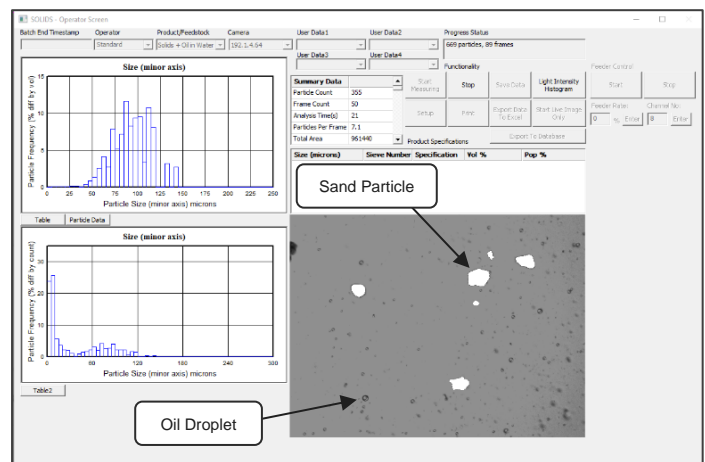 SOLIDS - Operator Screen
Batch End Timestamp Operator Product/Feedstock Camera User Data1 User Data2 Progress Status
Standard Solids + Oil in Water 192.1.4.64 669 particles, 89 frames
User Data3 User Data4
Functionality Feeder Control
Size (minor axis)
Particle Frequency (% diff by vol)
15
10
5
0
0 25 50 75 100 125 150 175 200 225 250
Particle Size (minor axis) microns
Summary Data
Particle Count 355
Frame Count 50
Analysis Time(s) 21
Particles Per Frame 7.1
Total Area 961440
Start Measuring Stop Save Data Light Intensity Histogram Start Stop
Setup Print Export Data To Excel Start Live Image Only
Feeder Rate: Channel No:
0 % Enter 8 Enter
Product Specifications Export To Database
Size (microns) Sieve Number Specification Vol % Pop %
Sand Particle
Table Particle Data
Size (minor axis)
Particle Frequency (% diff by count)
30
20
10
0
0 60 120 180 240 300
Particle Size (minor axis) microns
Table2
Oil Droplet